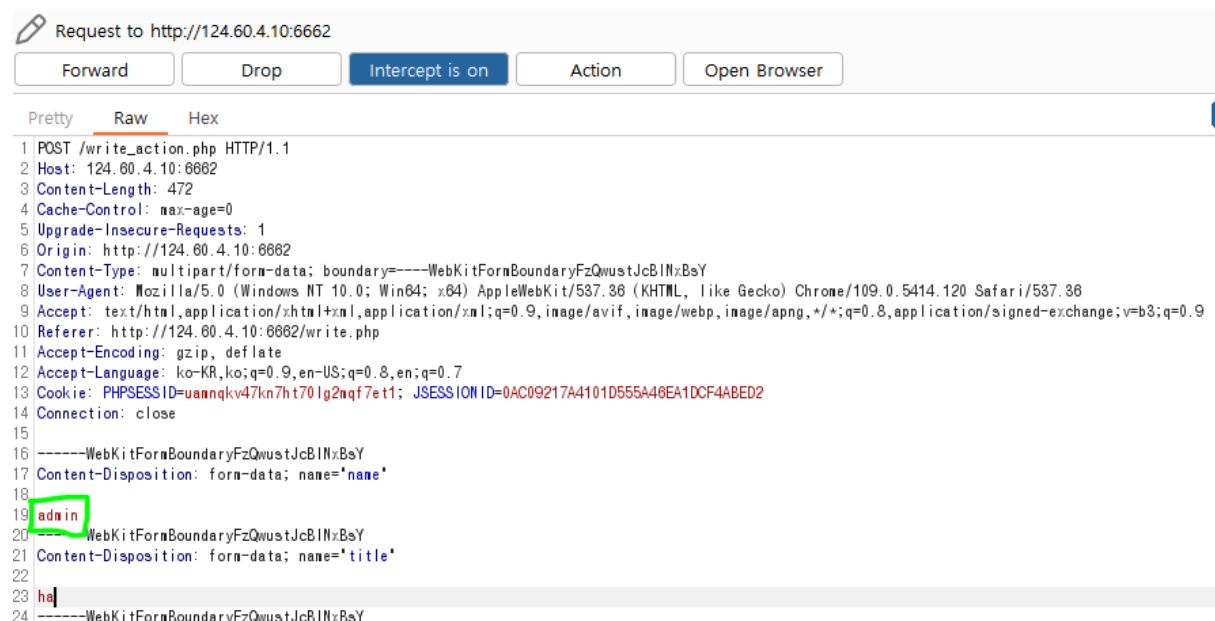 Request to http://124.60.4.10:6662
Forward Drop Intercept is on Action Open Browser
Pretty Raw Hex
1 POST /write_action.php HTTP/1.1
2 Host: 124.60.4.10:6662
3 Content-Length: 472
4 Cache-Control: max-age=0
5 Upgrade-Insecure-Requests: 1
6 Origin: http://124.60.4.10:6662
7 Content-Type: multipart/form-data; boundary=----WebKitFormBoundaryFzQwustJcBINxBsY
8 User-Agent: Mozilla/5.0 (Windows NT 10.0; Win64; x64) AppleWebKit/537.36 (KHTML, like Gecko) Chrome/109.0.5414.120 Safari/537.36
9 Accept: text/html,application/xhtml+xml,application/xml;q=0.9,image/avif,image/webp,image/apng,*/*;q=0.8,application/signed-exchange;v=b3;q=0.9
10 Referer: http://124.60.4.10:6662/write.php
11 Accept-Encoding: gzip, deflate
12 Accept-Language: ko-KR,ko;q=0.9,en-US;q=0.8,en;q=0.7
13 Cookie: PHPSESSID=uamnqkv47kn7ht70lg2mqf7et1; JSESSIONID=0AC09217A4101D555A46EA1DCF4ABED2
14 Connection: close
15
16 ------WebKitFormBoundaryFzQwustJcBINxBsY
17 Content-Disposition: form-data; name="name"
18
19 admin
20 ------WebKitFormBoundaryFzQwustJcBINxBsY
21 Content-Disposition: form-data; name="title"
22
23 ha
24 ------WebKitFormBoundaryFzQwustJcBINxBsY